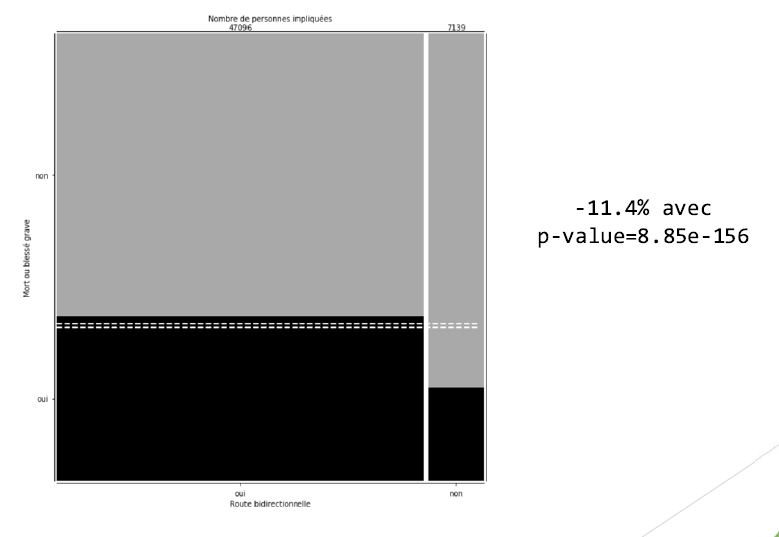 Nombre de personnes impliquées
47096
7139
non
Mort ou blessé grave
oui
-11.4% avec
p-value=8.85e-156
oui
non
Route bidirectionnelle